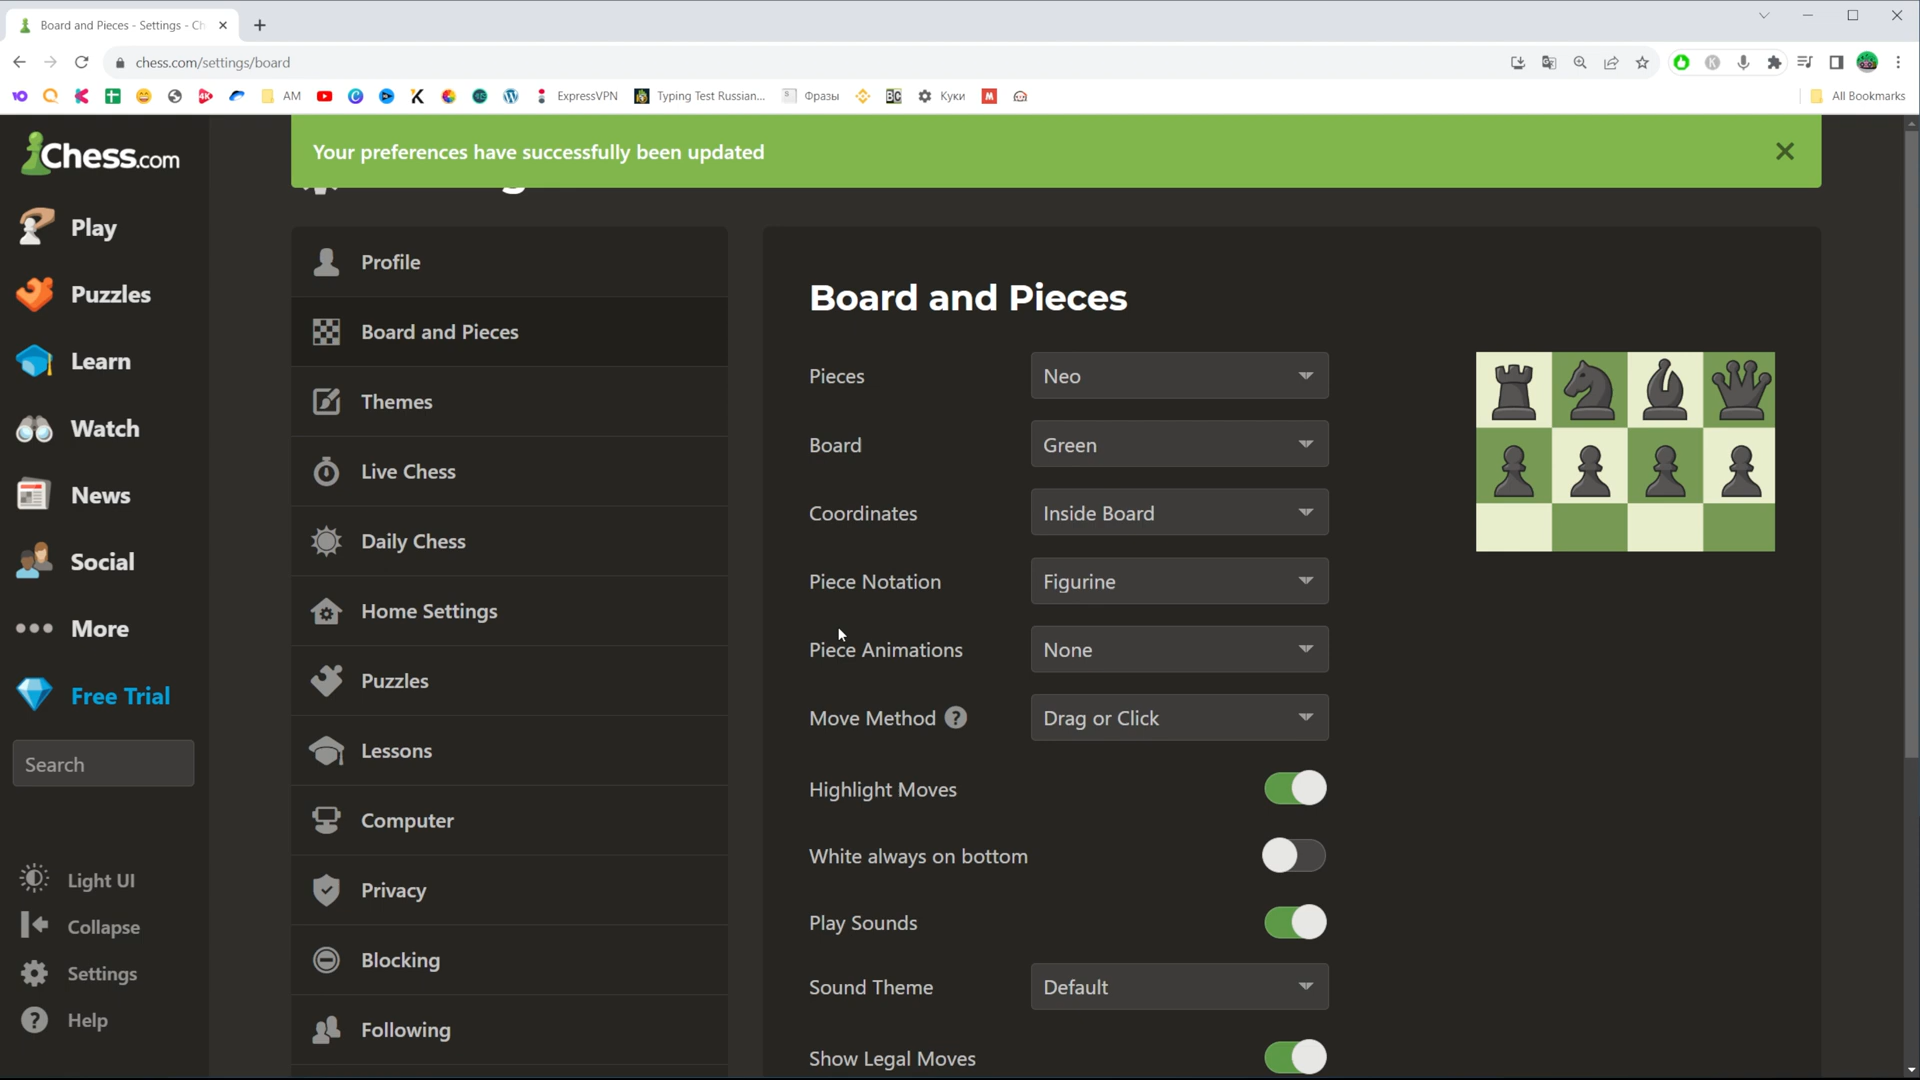 Board and Pieces - Settings - Ch
chess.com/settings/board
AM
ExpressVPN
Typing Test Russian...
Фразы
Куки
All Bookmarks
Chess.com
Your preferences have successfully been updated
Play
Puzzles
Learn
Watch
News
Social
More
Free Trial
Search
Light UI
Collapse
Settings
Help
Profile
Board and Pieces
Themes
Live Chess
Daily Chess
Home Settings
Puzzles
Lessons
Computer
Privacy
Blocking
Following
Board and Pieces
Pieces Neo
Board Green
Coordinates Inside Board
Piece Notation Figurine
Piece Animations None
Move Method ? Drag or Click
Highlight Moves
White always on bottom
Play Sounds
Sound Theme Default
Show Legal Moves